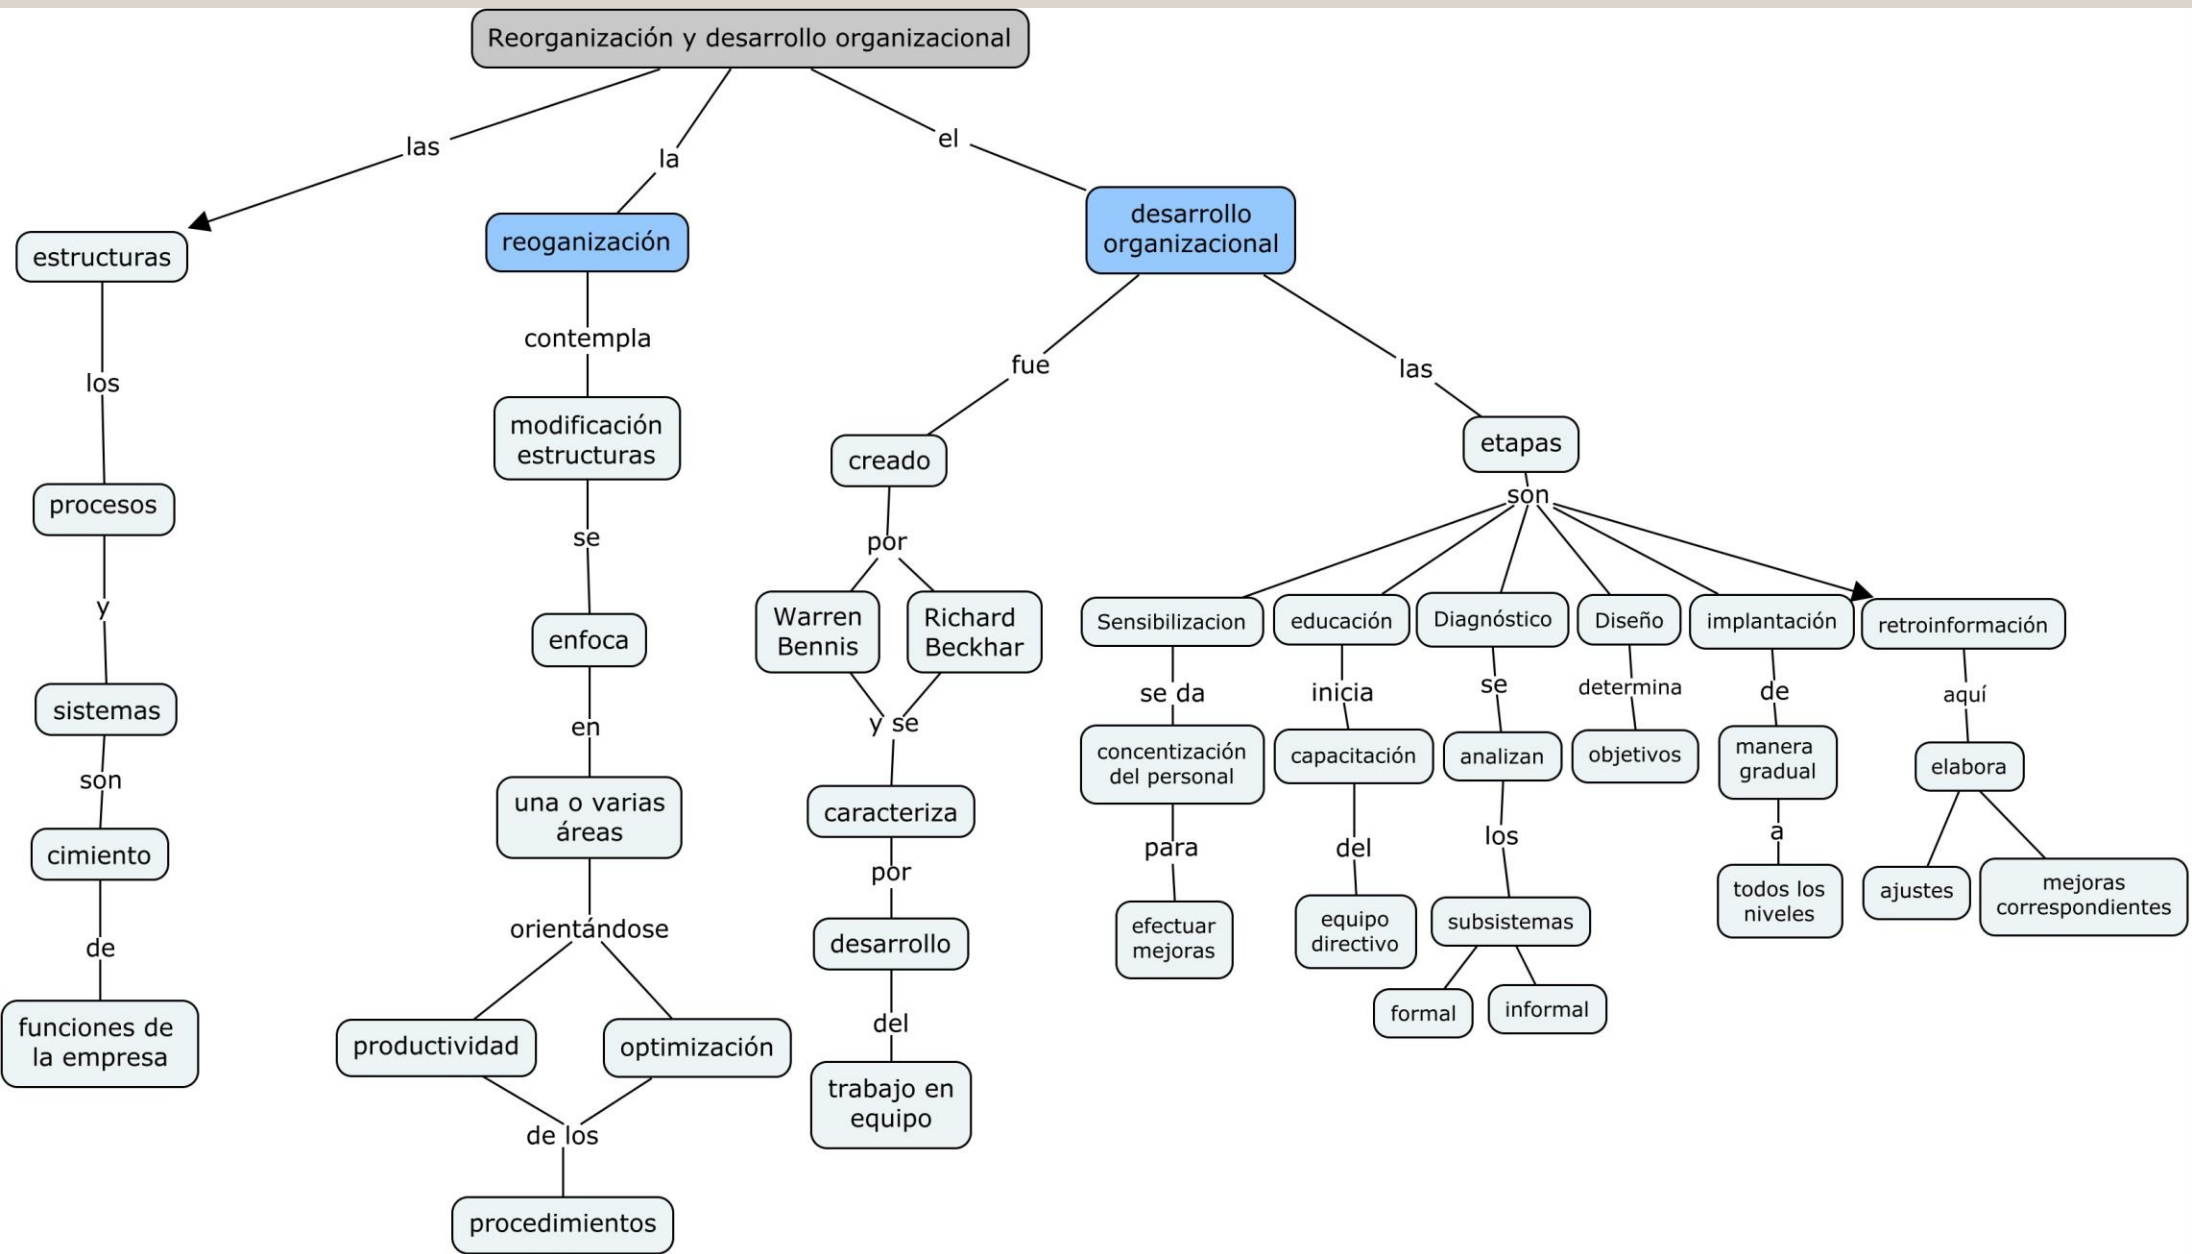 Reorganización y desarrollo organizacional
las
la
el
estructuras
los
procesos
y
sistemas
son
cimiento
de
funciones de
la empresa
reoganización
contempla
modificación
estructuras
se
enfoca
en
una o varias
áreas
orientándose
productividad
optimización
de los
procedimientos
desarrollo
organizacional
fue
las
creado
por
Warren
Bennis
Richard
Beckhar
y se
caracteriza
por
desarrollo
del
trabajo en
equipo
etapas
son
Sensibilizacion
se da
concentización
del personal
para
efectuar
mejoras
educación
inicia
capacitación
del
equipo
directivo
Diagnóstico
se
analizan
los
subsistemas
formal
informal
Diseño
determina
objetivos
implantación
de
manera
gradual
a
todos los
niveles
retroinformación
aquí
elabora
ajustes
mejoras
correspondientes